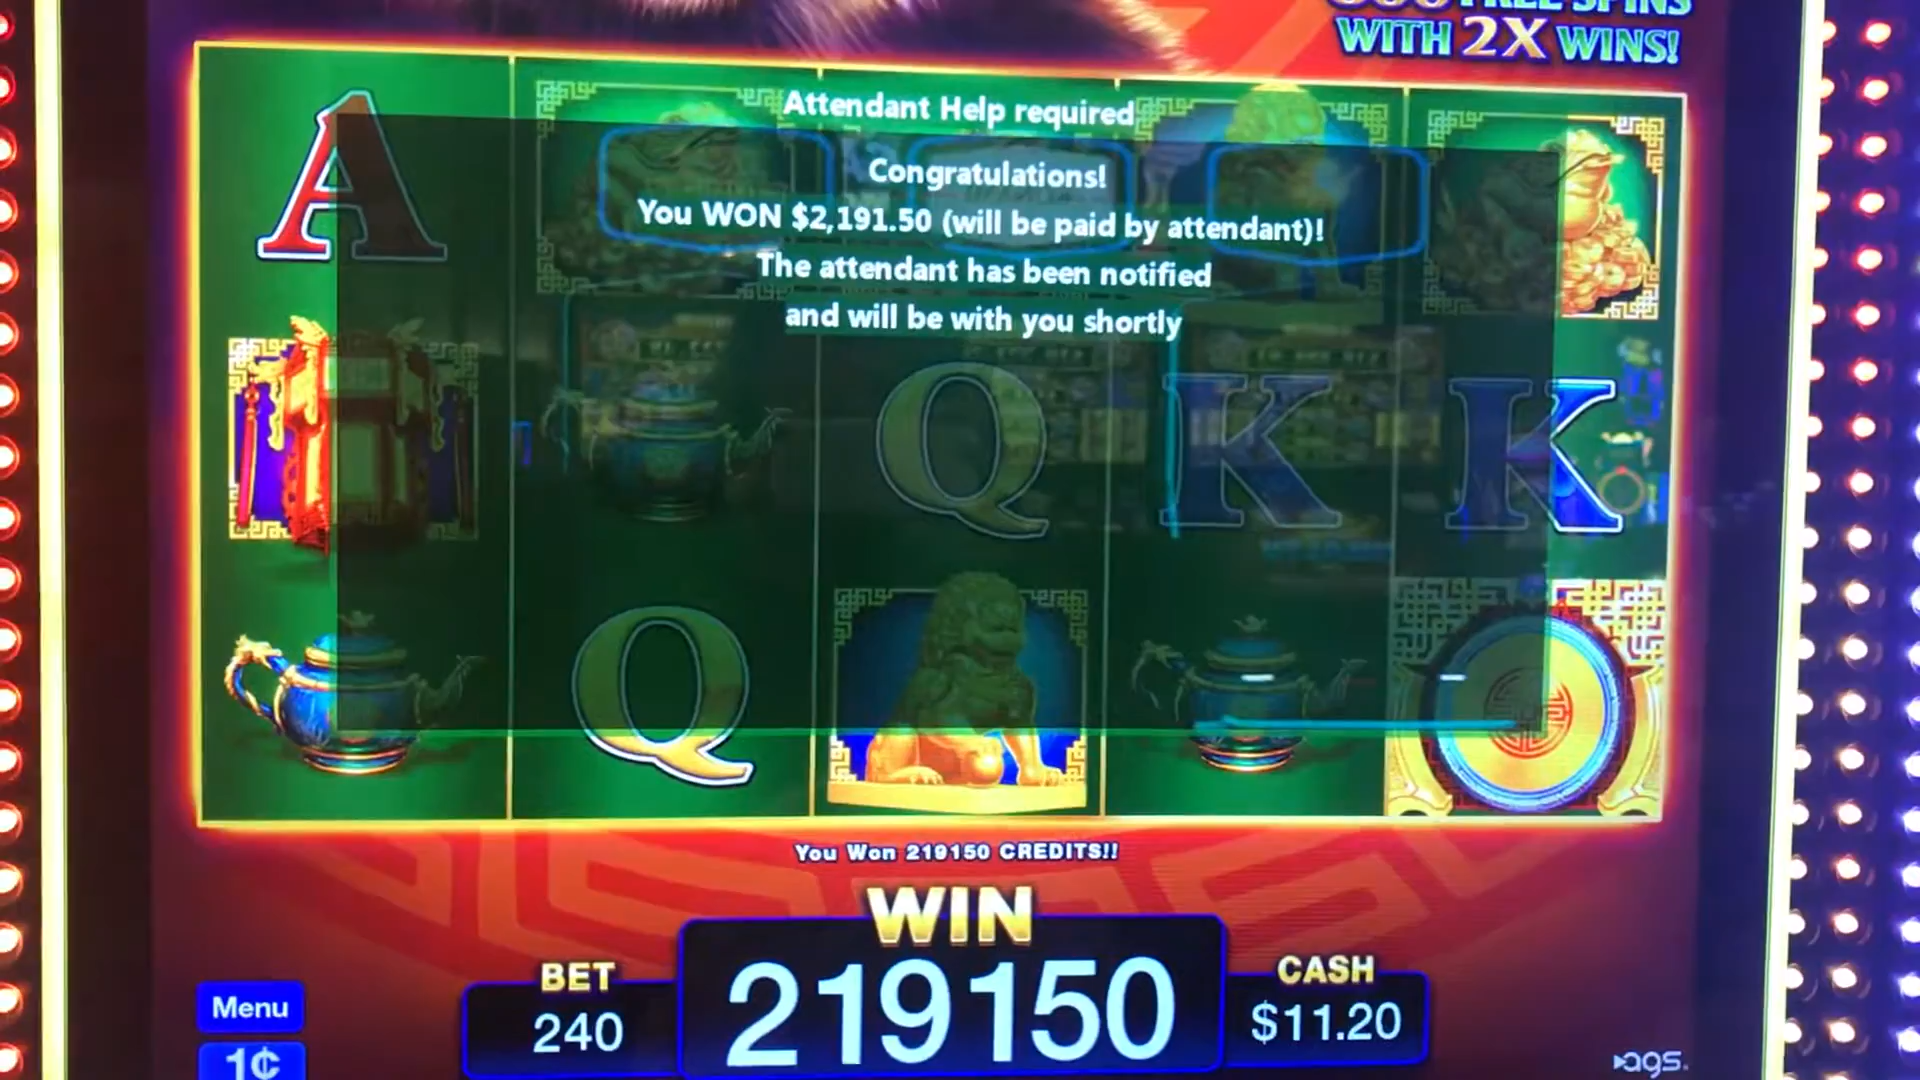 FREE SPINS
WITH 2X WINS!
Attendant Help required
Congratulations!
You WON $2,191.50 (will be paid by attendant)!
The attendant has been notified
and will be with you shortly
A
Q K K
Q
You Won 219150 CREDITS!!
WIN
219150
BET
240
CASH
$11.20
Menu
1¢
ags.